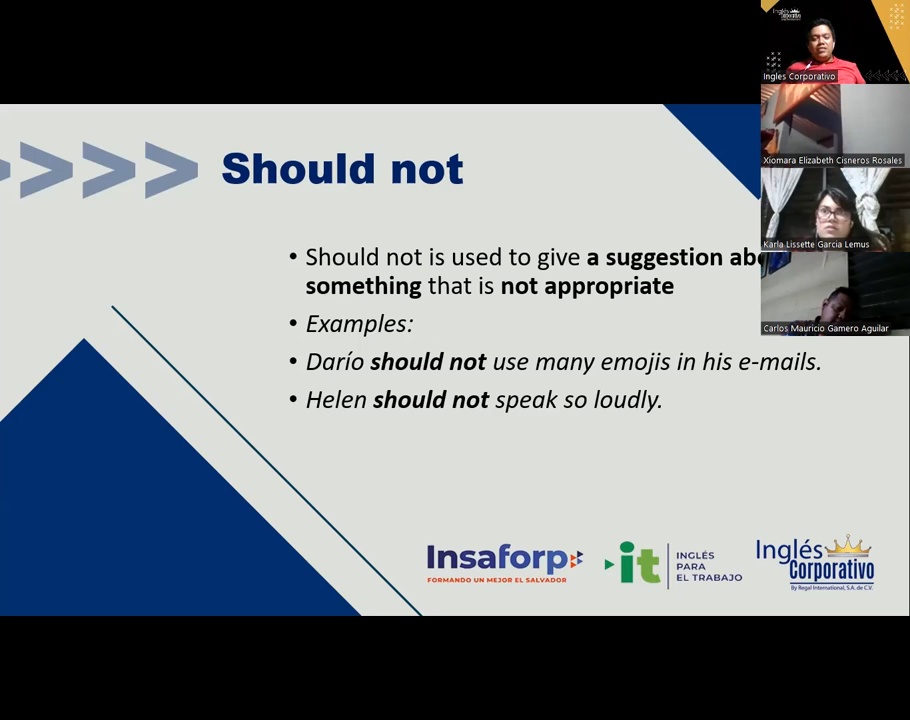 Inglés
Corporativo
Ingles Corporativo
Xiomara Elizabeth Cisneros Rosales
Karla Lissette Garcia Lemus
Carlos Mauricio Gamero Aguilar
Should not
• Should not is used to give a suggestion
something that is not appropriate
• Examples:
• Darío should not use many emojis in his e-mails.
• Helen should not speak so loudly.
Insaforp
FORMANDO UN MEJOR EL SALVADOR
it
INGLÉS
PARA
EL TRABAJO
Inglés
Corporativo
By Regal International, S.A. de C.V.